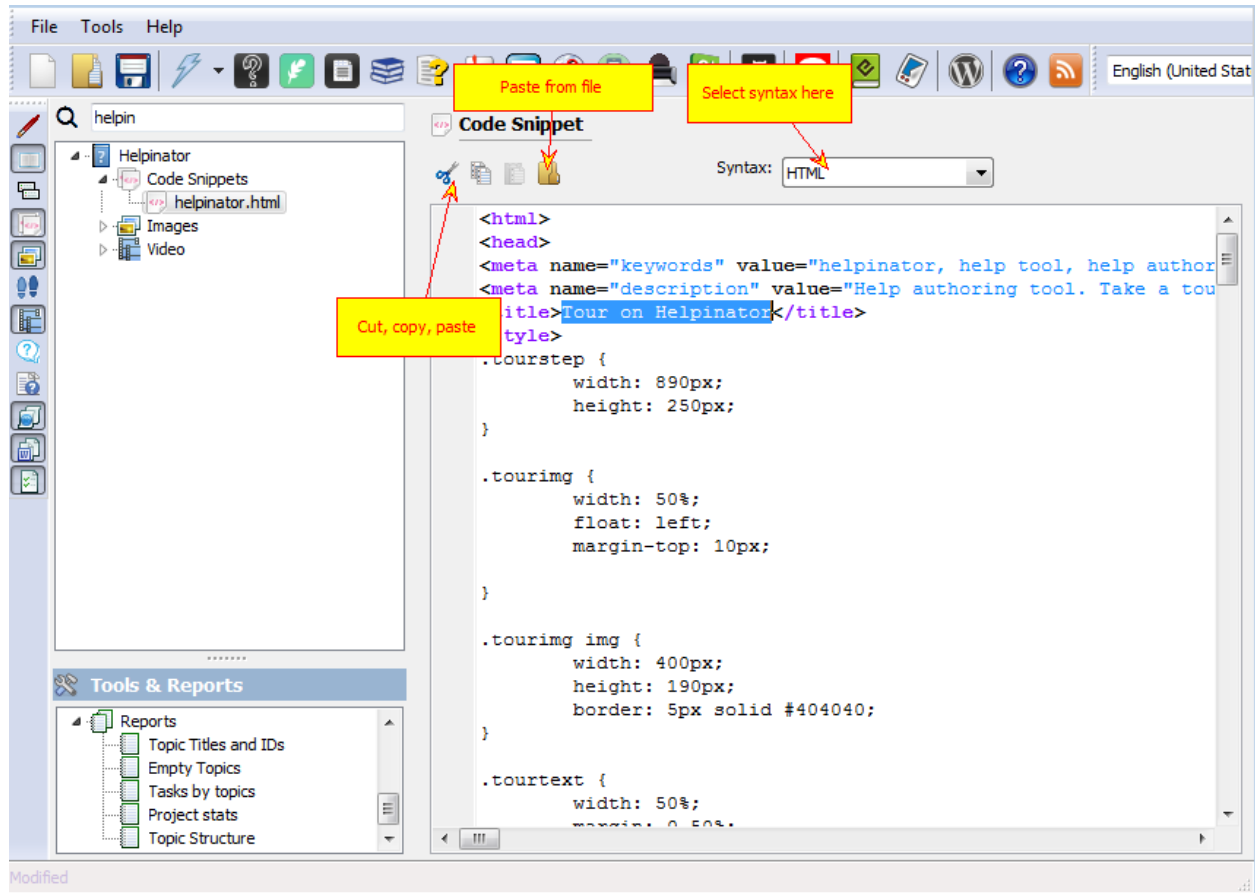 File Tools Help
English (United Stat
Paste from file
Select syntax here
helpin
Code Snippet
Helpinator
Code Snippets
helpinator.html
Images
Video
Syntax: HTML
<html>
<head>
<meta name="keywords" value="helpinator, help tool, help author
<meta name="description" value="Help authoring tool. Take a tou
itle>Tour on Helpinator</title>
tyle>
Cut, copy, paste
.tourstep {
width: 890px;
height: 250px;
}
.tourimg {
width: 50%;
float: left;
margin-top: 10px;
}
.tourimg img {
width: 400px;
height: 190px;
border: 5px solid #404040;
}
.tourtext {
width: 50%;
margin: 0 50%;
Tools & Reports
Reports
Topic Titles and IDs
Empty Topics
Tasks by topics
Project stats
Topic Structure
Modified